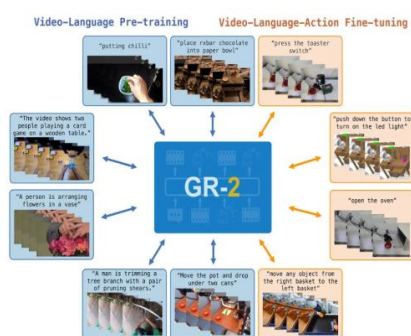 Video-Language Pre-training
Video-Language-Action Fine-tuning
"putting chilli"
"place rxbar chocolate
into paper bowl"
"press the toaster
switch"
"The video shows two
people playing a card
game on a wooden table."
"push down the button to
turn on the led light"
GR-2
"A person is arranging
flowers in a vase"
"open the oven"
"A man is trimming a
tree branch with a pair
of pruning shears."
"Move the pot and drop
under two cans"
"move any object from
the right basket to the
left basket"